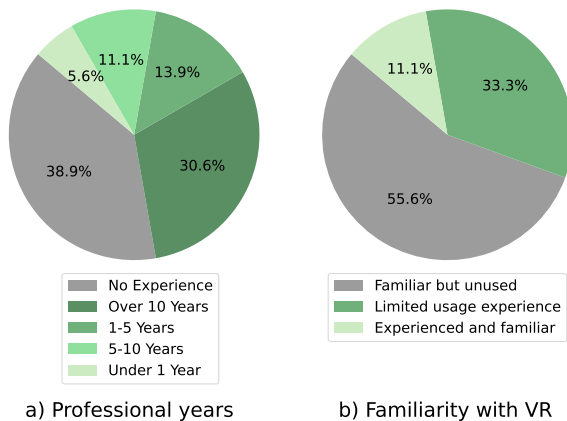 11.1%
13.9%
5.6%
38.9%
30.6%
No Experience
Over 10 Years
1-5 Years
5-10 Years
Under 1 Year
a) Professional years
11.1%
33.3%
55.6%
Familiar but unused
Limited usage experience
Experienced and familiar
b) Familiarity with VR